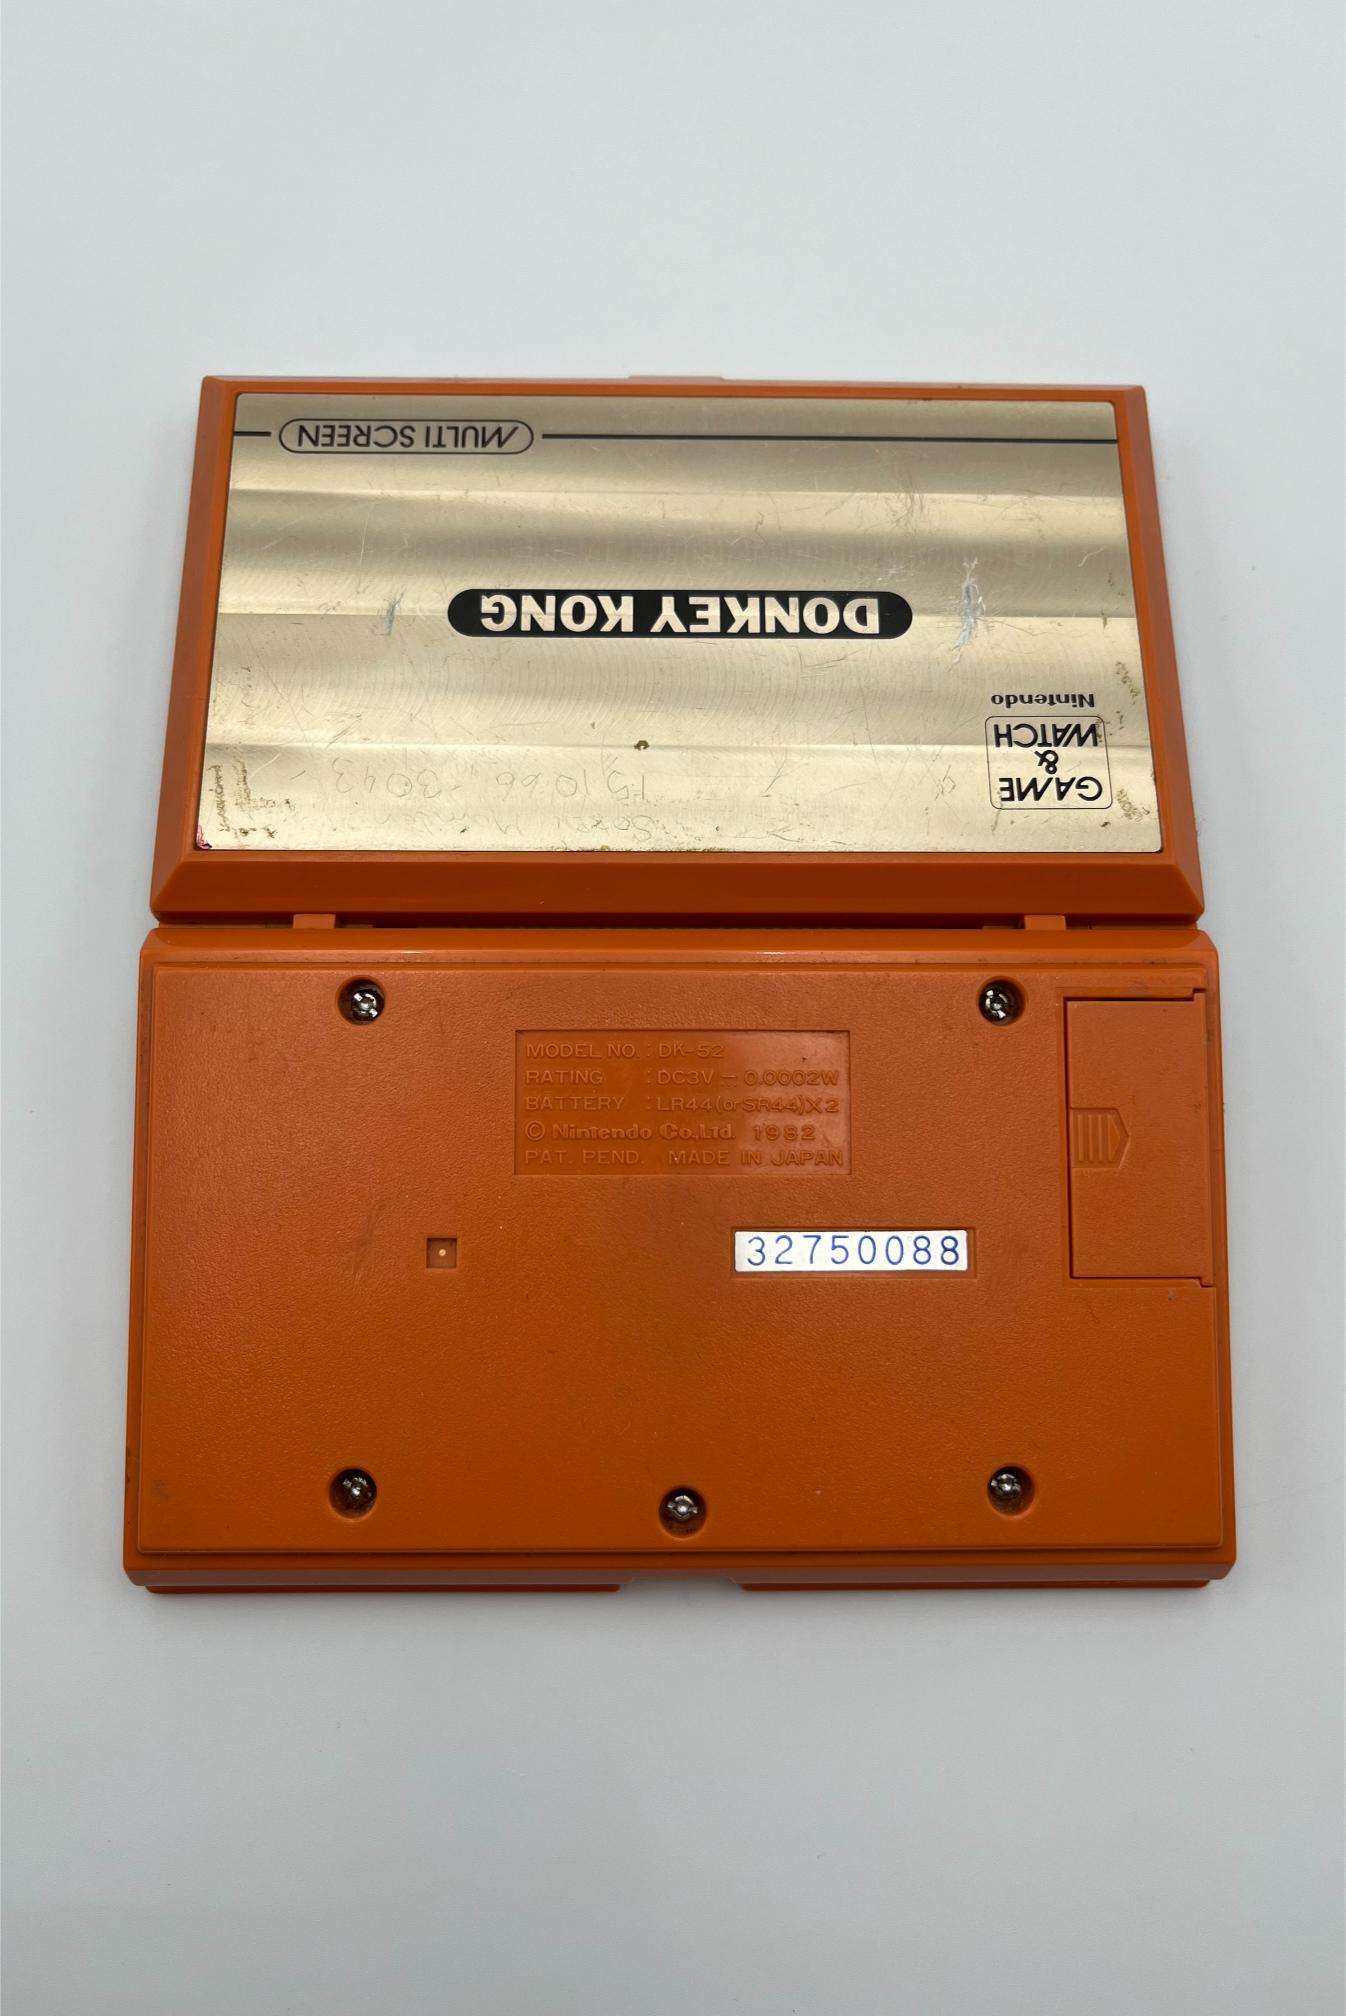 MULTI SCREEN
DONKEY KONG
Nintendo
GAME
&
WATCH
MODEL NO. : DK-52
RATING : DC3V — 0.0002W
BATTERY : LR44 (or SR44) X 2
© Nintendo Co., Ltd. 1982
PAT. PEND. MADE IN JAPAN
32750088